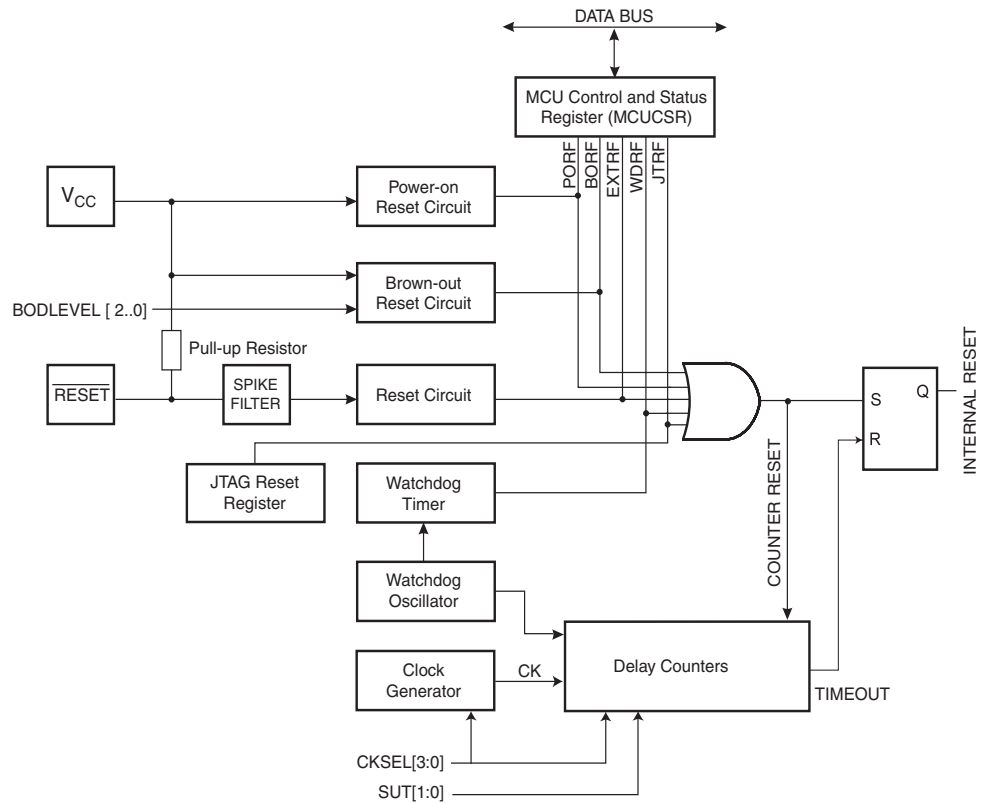 DATA BUS
MCU Control and Status
Register (MCUCSR)
PORF
BORF
EXTRF
WDRF
JTRF
VCC
Power-on
Reset Circuit
Brown-out
Reset Circuit
BODLEVEL [ 2..0]
Pull-up Resistor
RESET
SPIKE
FILTER
Reset Circuit
S
Q
R
INTERNAL RESET
JTAG Reset
Register
Watchdog
Timer
COUNTER RESET
Watchdog
Oscillator
Clock
Generator
CK
Delay Counters
TIMEOUT
CKSEL[3:0]
SUT[1:0]